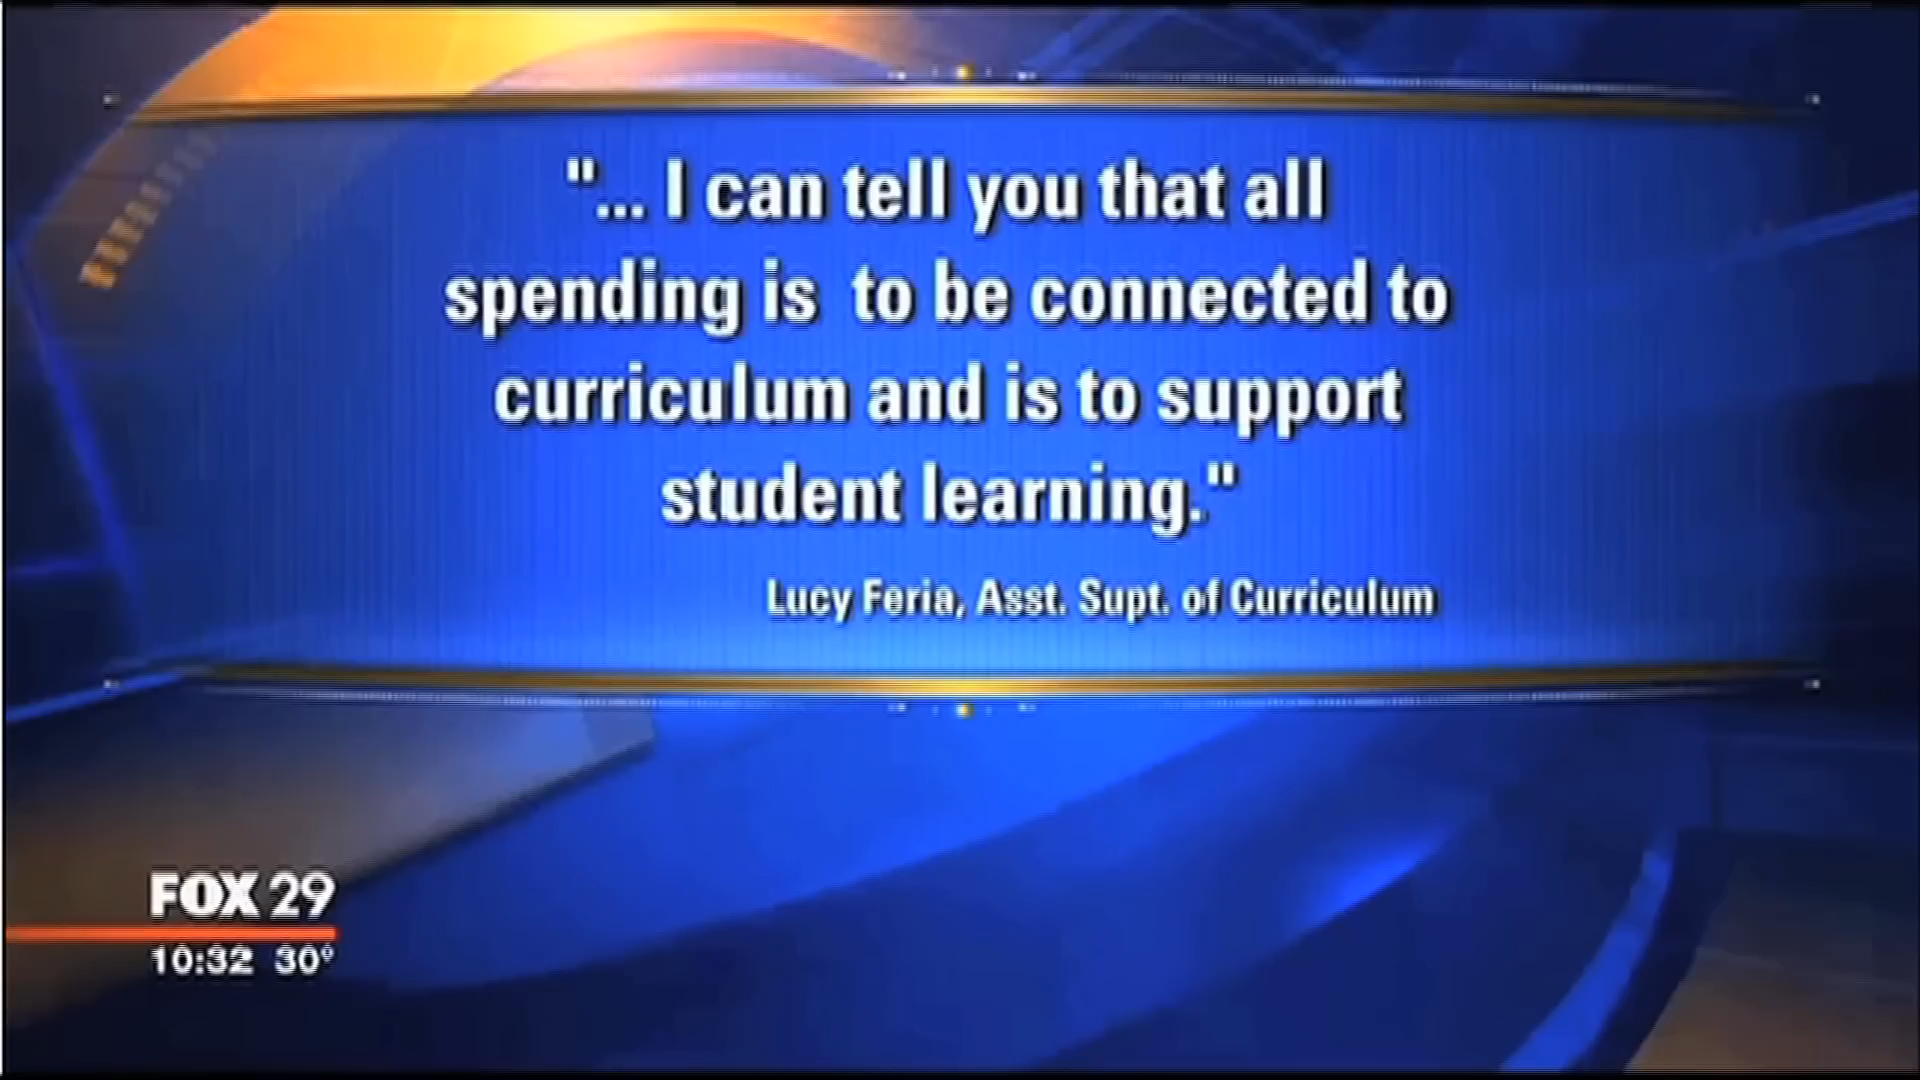 "... I can tell you that all
spending is  to be connected to
curriculum and is to support
student learning."
Lucy Feria, Asst. Supt. of Curriculum
FOX 29
10:32 30°